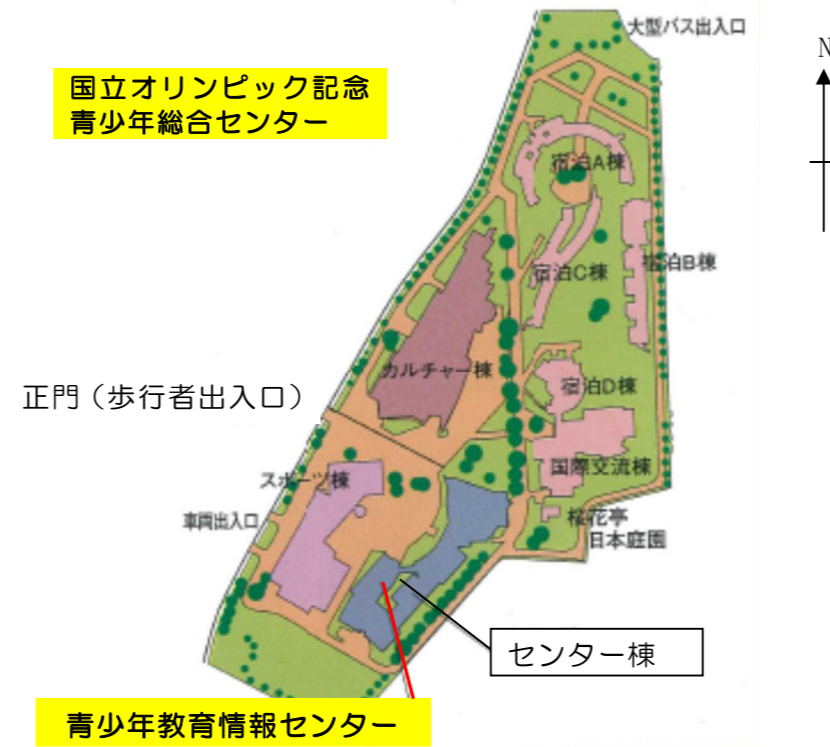 大型バス出入口
N
国立オリンピック記念
青少年総合センター
宿泊A棟
宿泊B棟
宿泊C棟
カルチャー棟
宿泊D棟
正門（歩行者出入口）
国際交流棟
スポーツ棟
車両出入口
桜花亭
日本庭園
センター棟
青少年教育情報センター